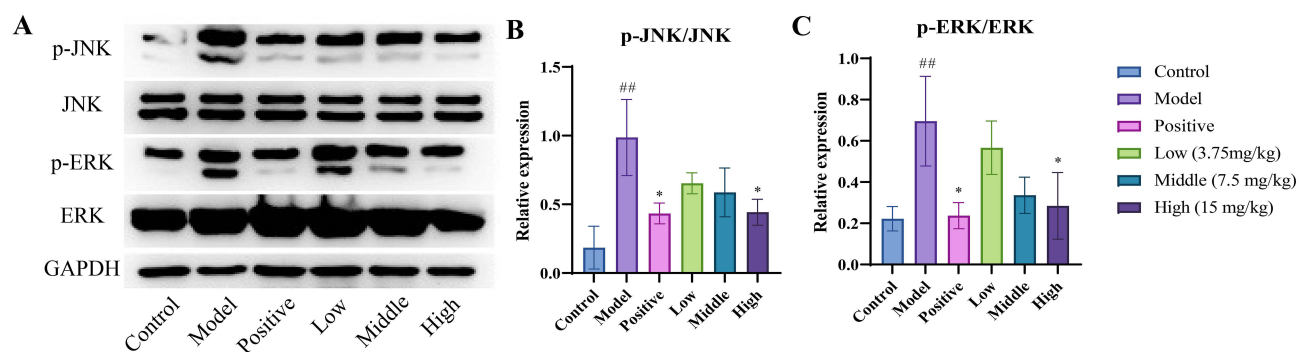 A
p-JNK
JNK
p-ERK
ERK
GAPDH
Control
Model
Positive
Low
Middle
High
B
p-JNK/JNK
Relative expression
1.5
1.0
0.5
0.0
##
*
*
Control
Model
Positive
Low
Middle
High
C
p-ERK/ERK
Relative expression
1.0
0.8
0.6
0.4
0.2
0.0
##
*
*
Control
Model
Positive
Low
Middle
High
Control
Model
Positive
Low (3.75mg/kg)
Middle (7.5 mg/kg)
High (15 mg/kg)